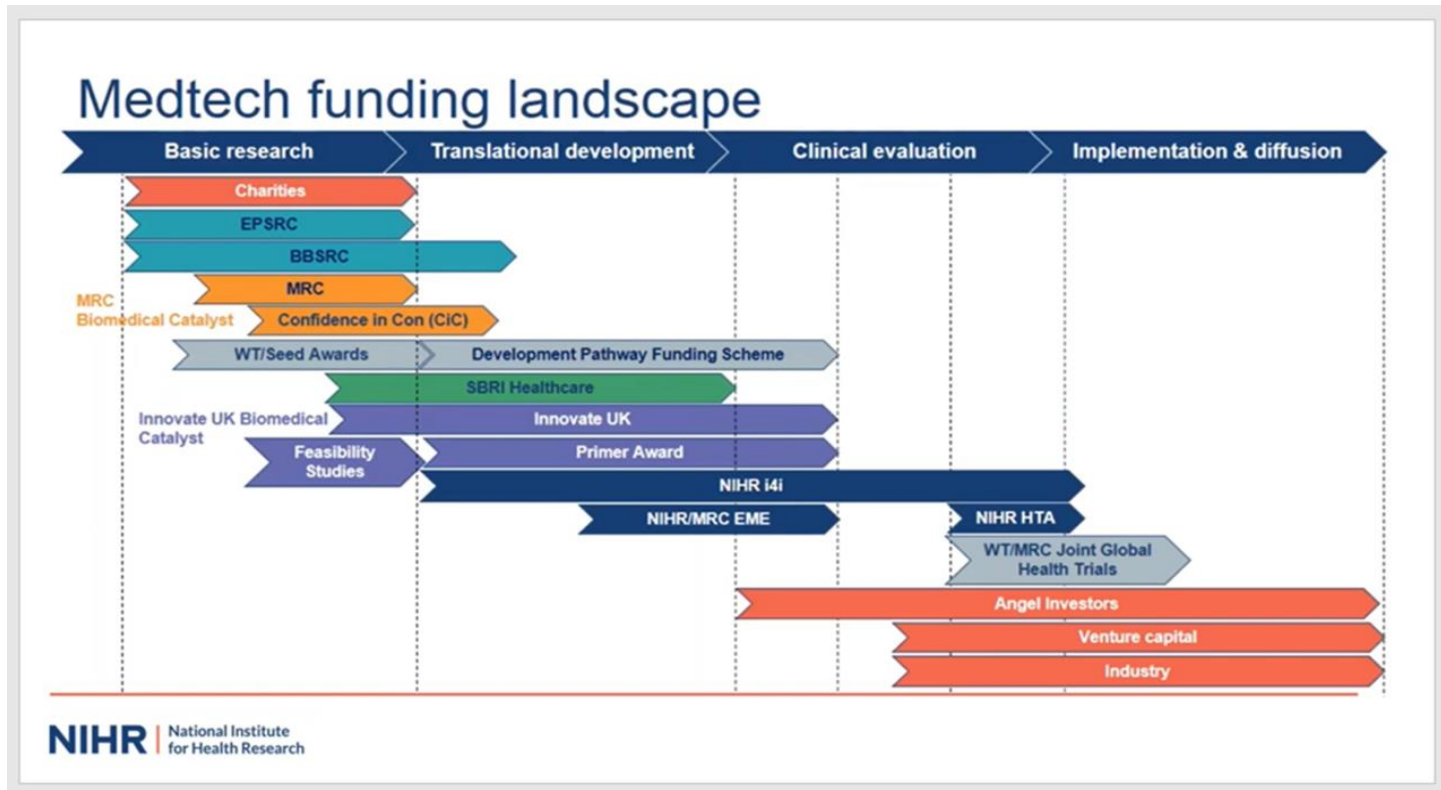 Medtech funding landscape
Basic research
Translational development
Clinical evaluation
Implementation & diffusion
Charities
EPSRC
BBSRC
MRC
MRC
Biomedical Catalyst
Confidence in Con (CiC)
WT/Seed Awards
Development Pathway Funding Scheme
SBRI Healthcare
Innovate UK Biomedical
Catalyst
Innovate UK
Feasibility
Studies
Primer Award
NIHR i4i
NIHR/MRC EME
NIHR HTA
WT/MRC Joint Global
Health Trials
Angel Investors
Venture capital
Industry
NIHR
National Institute
for Health Research